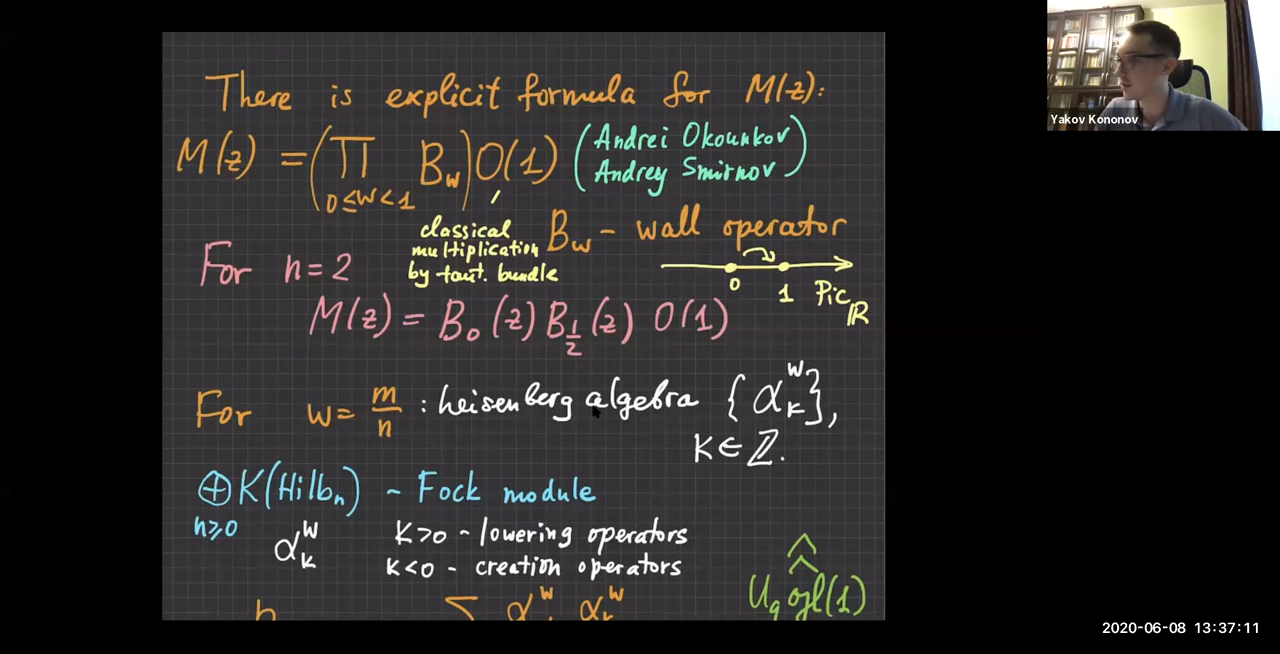 There is explicit formula for M(z):
M(z) = (∏ B_w) O(1) (Andrei Okounkov
0≤w<1 Andrey Smirnov)
classical
multiplication
by taut. bundle
B_w - wall operator
0 1 Pic_ℝ
For n=2
M(z) = B_0(z) B_{1/2}(z) O(1)
For w = m/n : heisenberg algebra {α_k^w},
k∈ℤ.
⊕ K(Hilb_n) - Fock module
n≥0
α_k^w
k>0 - lowering operators
k<0 - creation operators
U_q gl(1)
Yakov Kononov
2020-06-08 13:37:11